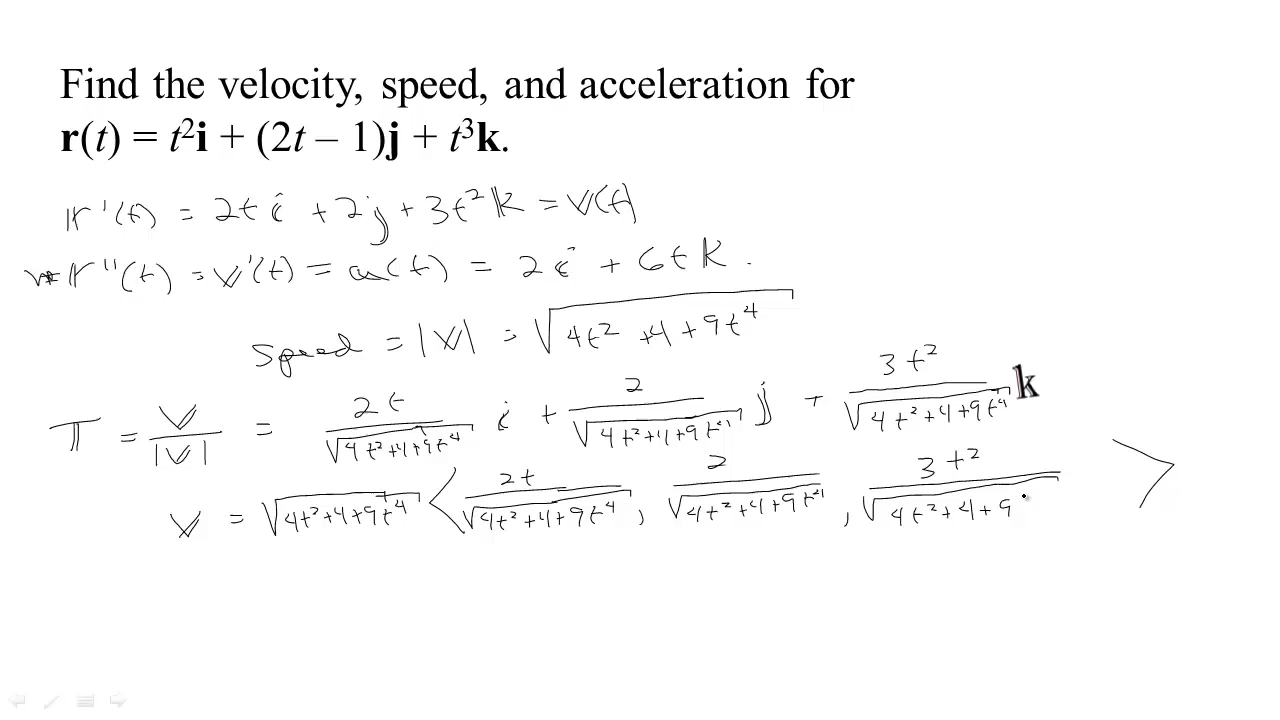 Find the velocity, speed, and acceleration for
r(t) = t²i + (2t – 1)j + t³k.
r'(t) = 2t i + 2j + 3t² k = v(t)
r''(t) = v'(t) = a(t) = 2i + 6t k.
speed = |v| = √(4t² + 4 + 9t⁴)
T = v/|v| = 2t/√(4t²+4+9t⁴) i + 2/√(4t²+4+9t⁴) j + 3t²/√(4t²+4+9t⁴) k
v = √(4t²+4+9t⁴) < 2t/√(4t²+4+9t⁴), 2/√(4t²+4+9t⁴), 3t²/√(4t²+4+9 >